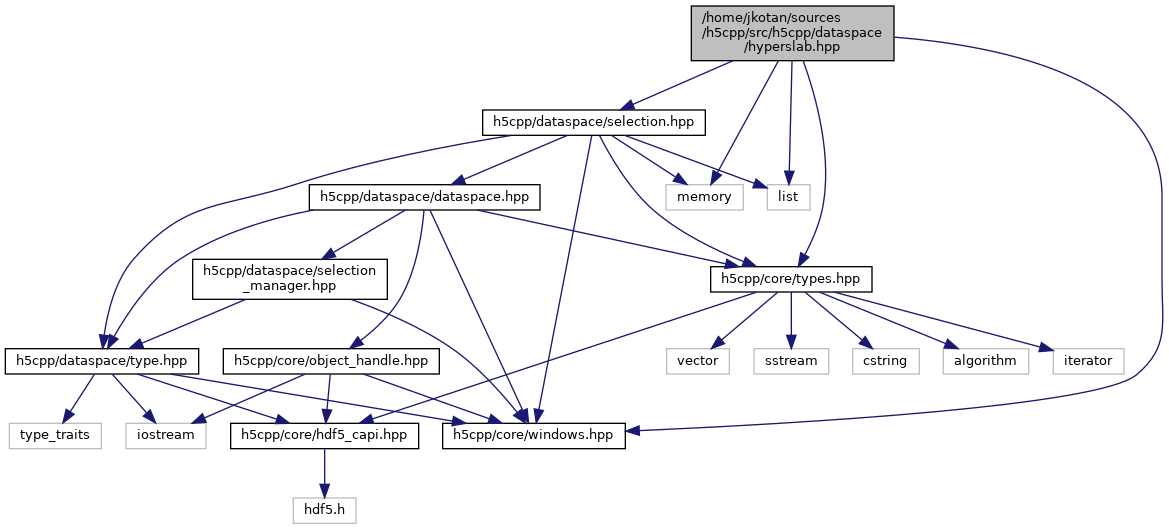 /home/jkotan/sources
/h5cpp/src/h5cpp/dataspace
/hyperslab.hpp
h5cpp/dataspace/selection.hpp
h5cpp/dataspace/dataspace.hpp
memory
list
h5cpp/dataspace/selection
_manager.hpp
h5cpp/core/types.hpp
h5cpp/dataspace/type.hpp
h5cpp/core/object_handle.hpp
vector
sstream
cstring
algorithm
iterator
type_traits
iostream
h5cpp/core/hdf5_capi.hpp
h5cpp/core/windows.hpp
hdf5.h